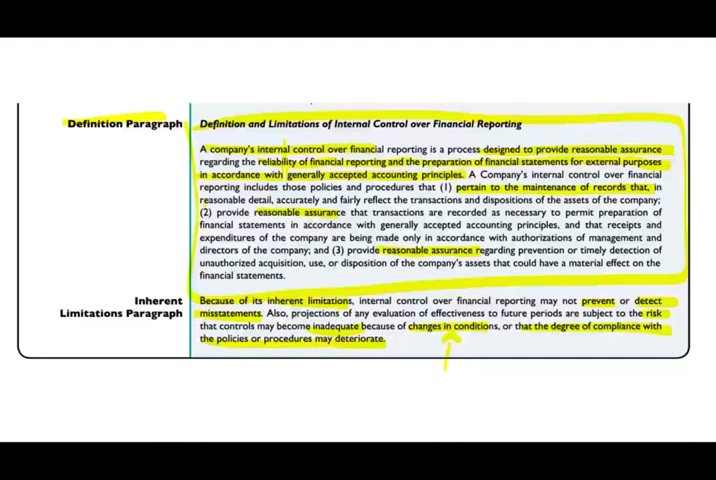 Definition Paragraph
Definition and Limitations of Internal Control over Financial Reporting
A company's internal control over financial reporting is a process designed to provide reasonable assurance
regarding the reliability of financial reporting and the preparation of financial statements for external purposes
in accordance with generally accepted accounting principles. A Company's internal control over financial
reporting includes those policies and procedures that (1) pertain to the maintenance of records that, in
reasonable detail, accurately and fairly reflect the transactions and dispositions of the assets of the company;
(2) provide reasonable assurance that transactions are recorded as necessary to permit preparation of
financial statements in accordance with generally accepted accounting principles, and that receipts and
expenditures of the company are being made only in accordance with authorizations of management and
directors of the company; and (3) provide reasonable assurance regarding prevention or timely detection of
unauthorized acquisition, use, or disposition of the company's assets that could have a material effect on the
financial statements.
Inherent
Limitations Paragraph
Because of its inherent limitations, internal control over financial reporting may not prevent or detect
misstatements. Also, projections of any evaluation of effectiveness to future periods are subject to the risk
that controls may become inadequate because of changes in conditions, or that the degree of compliance with
the policies or procedures may deteriorate.